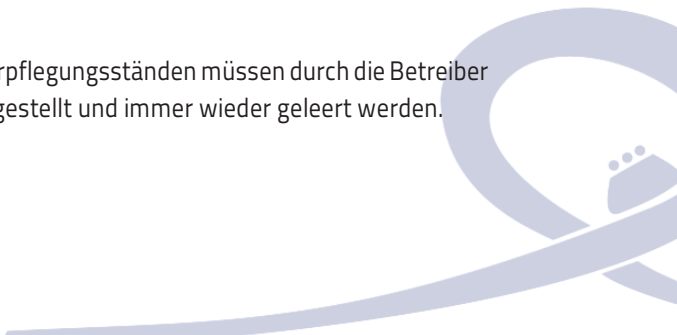 rpflegungsständen müssen durch die Betreiber
gestellt und immer wieder geleert werden.